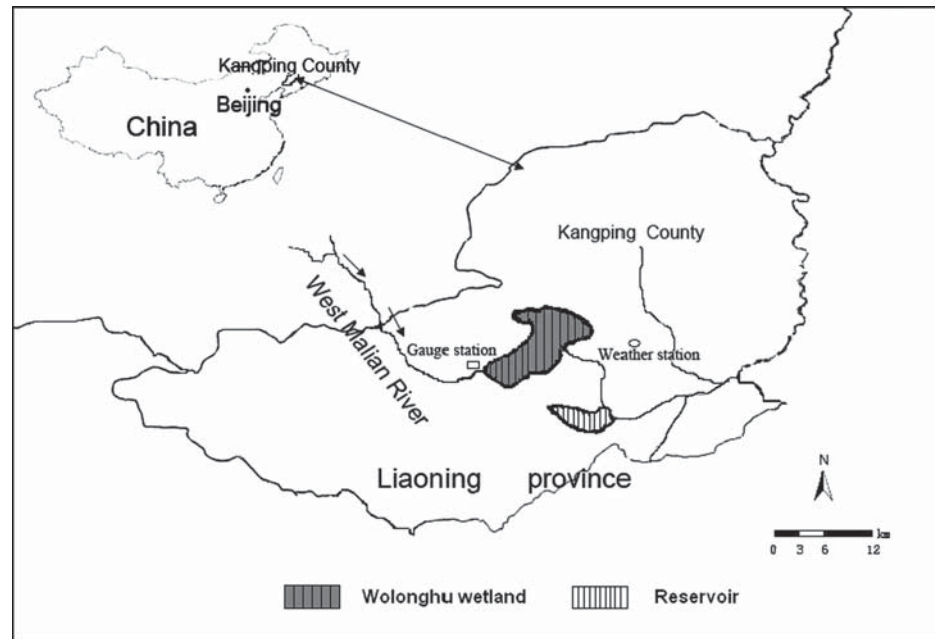 Kangping County
Beijing
China
Kangping County
West Malian River
Gauge station
Weather station
Liaoning province
N
km
0 3 6 12
Wolonghu wetland
Reservoir